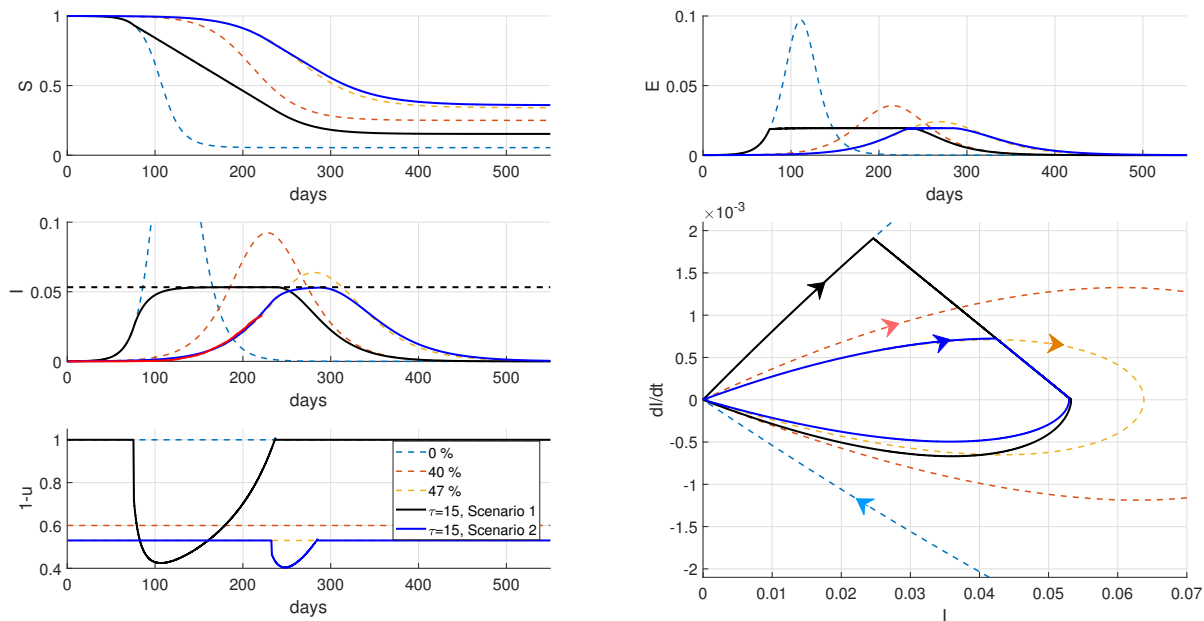 1
0.5
0
S
0 100 200 300 400 500
days
0.1
0.05
0
E
0 100 200 300 400 500
days
0.1
0.05
0
I
0 100 200 300 400 500
days
1
0.8
0.6
0.4
1-u
0 100 200 300 400 500
days
0 %
40 %
47 %
τ=15, Scenario 1
τ=15, Scenario 2
×10⁻³
2
1.5
1
0.5
0
-0.5
-1
-1.5
-2
dI/dt
0 0.01 0.02 0.03 0.04 0.05 0.06 0.07
I